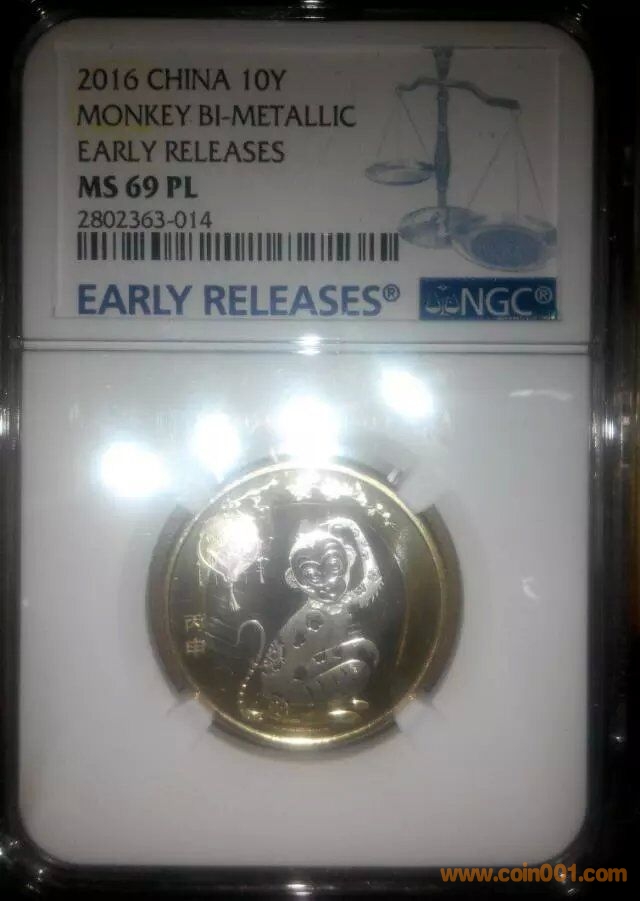 2016 CHINA 10Y
MONKEY BI-METALLIC
EARLY RELEASES
MS 69 PL
2802363-014
EARLY RELEASES®
NGC®
丙
申
www.coin001.com